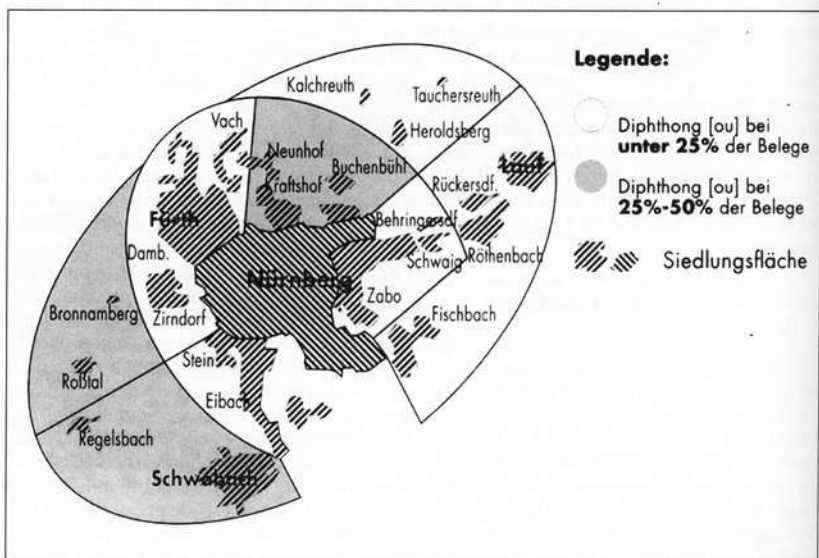 Legende:
Diphthong [ou] bei
unter 25% der Belege
Diphthong [ou] bei
25%-50% der Belege
Siedlungsfläche
Kalchreuth
Tauchersreuth
Heroldsberg
Vach
Neunhof
Buchenbühl
Kraftshof
Lauf
Rückersdf.
Fürth
Behringersdf.
Schwaig
Röthenbach
Damb.
Nürnberg
Zabo
Zirndorf
Fischbach
Bronnamberg
Stein
Roßtal
Eibach
Regelsbach
Schwabach